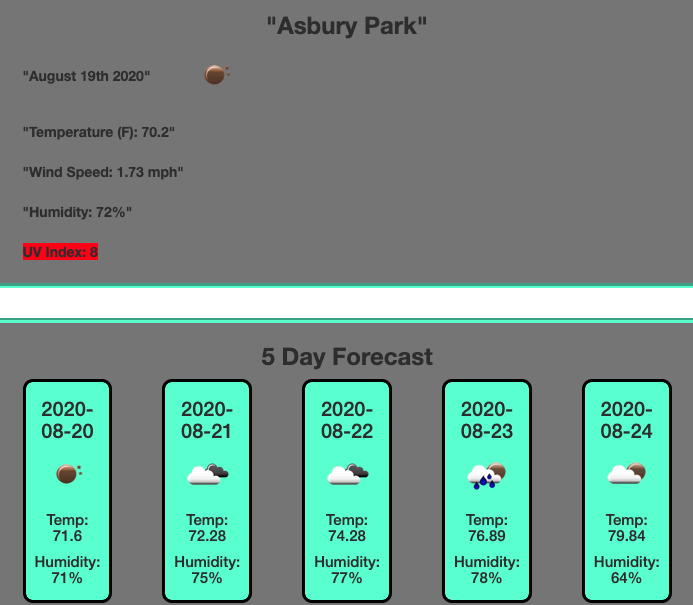 "Asbury Park"
"August 19th 2020"
"Temperature (F): 70.2"
"Wind Speed: 1.73 mph"
"Humidity: 72%"
UV Index: 8
5 Day Forecast
2020-
08-20
Temp:
71.6
Humidity:
71%
2020-
08-21
Temp:
72.28
Humidity:
75%
2020-
08-22
Temp:
74.28
Humidity:
77%
2020-
08-23
Temp:
76.89
Humidity:
78%
2020-
08-24
Temp:
79.84
Humidity:
64%